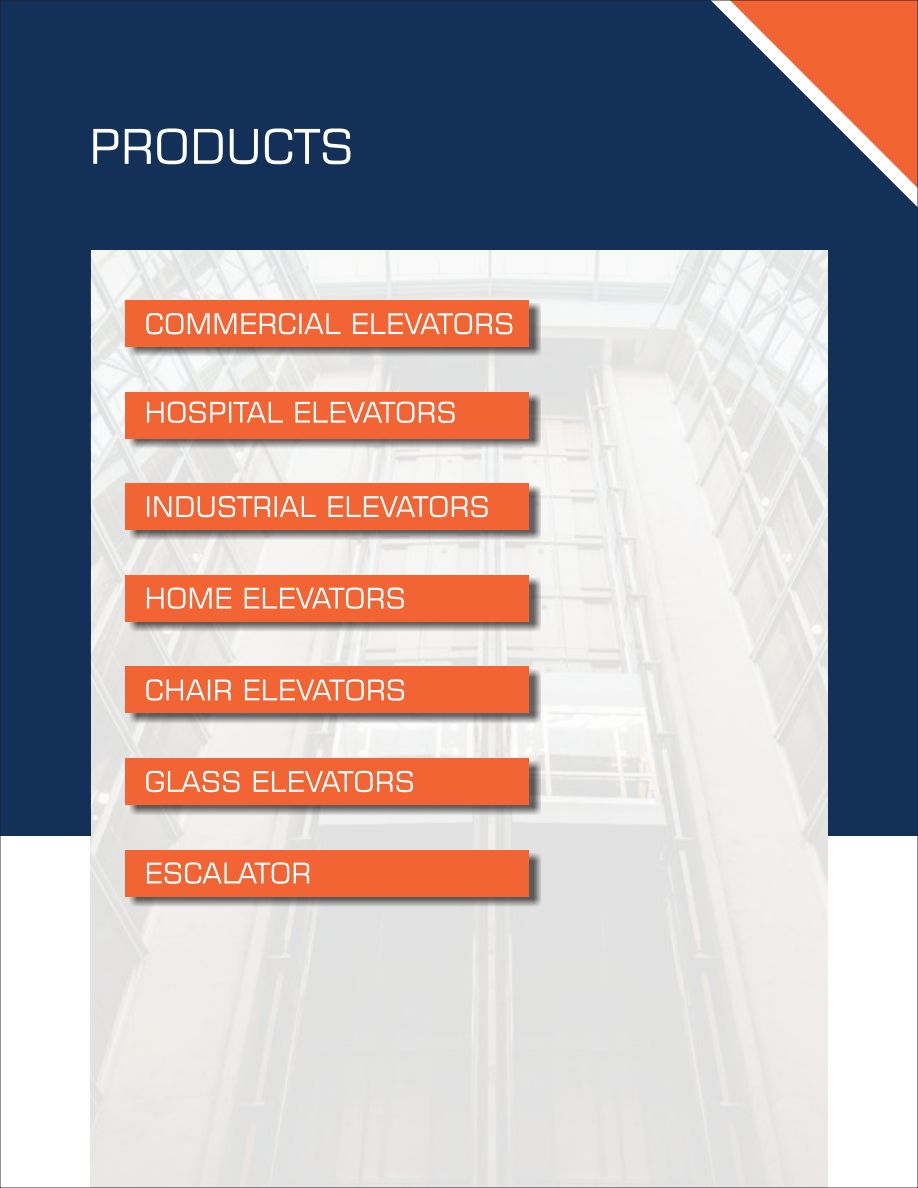 PRODUCTS
COMMERCIAL ELEVATORS
HOSPITAL ELEVATORS
INDUSTRIAL ELEVATORS
HOME ELEVATORS
CHAIR ELEVATORS
GLASS ELEVATORS
ESCALATOR